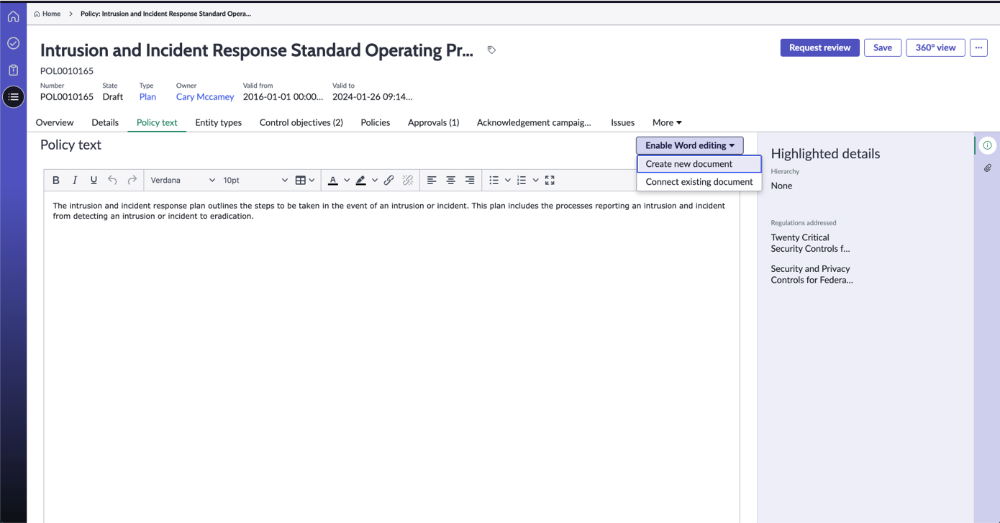 Home > Policy: Intrusion and Incident Response Standard Opera...
Intrusion and Incident Response Standard Operating Pr...
Request review Save 360° view ...
POL0010165
Number State Type Owner Valid from Valid to
POL0010165 Draft Plan Cary Mccamey 2016-01-01 00:00... 2024-01-26 09:14...
Overview Details Policy text Entity types Control objectives (2) Policies Approvals (1) Acknowledgement campaig... Issues More
Policy text
Enable Word editing
Create new document
Connect existing document
B I U Verdana 10pt A
The intrusion and incident response plan outlines the steps to be taken in the event of an intrusion or incident. This plan includes the processes reporting an intrusion and incident
from detecting an intrusion or incident to eradication.
Highlighted details
Hierarchy
None
Regulations addressed
Twenty Critical
Security Controls f...
Security and Privacy
Controls for Federa...